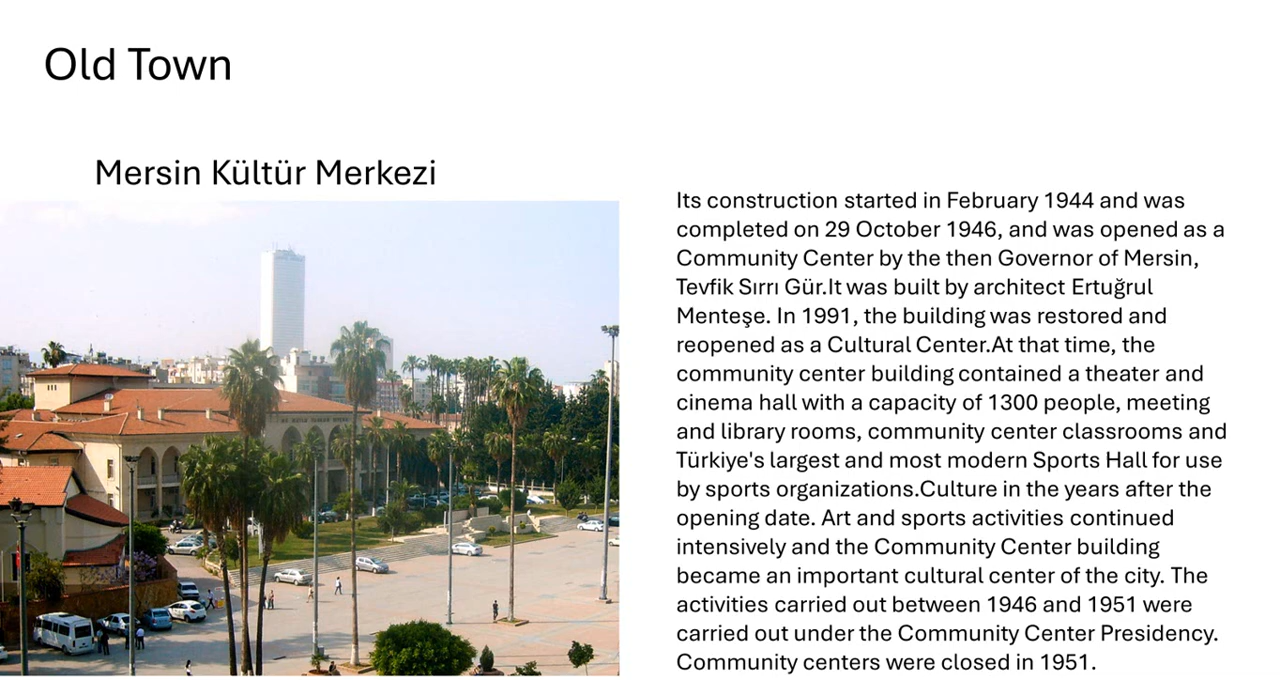 Old Town
Mersin Kültür Merkezi
Its construction started in February 1944 and was
completed on 29 October 1946, and was opened as a
Community Center by the then Governor of Mersin,
Tevfik Sırrı Gür.It was built by architect Ertuğrul
Menteşe. In 1991, the building was restored and
reopened as a Cultural Center.At that time, the
community center building contained a theater and
cinema hall with a capacity of 1300 people, meeting
and library rooms, community center classrooms and
Türkiye's largest and most modern Sports Hall for use
by sports organizations.Culture in the years after the
opening date. Art and sports activities continued
intensively and the Community Center building
became an important cultural center of the city. The
activities carried out between 1946 and 1951 were
carried out under the Community Center Presidency.
Community centers were closed in 1951.